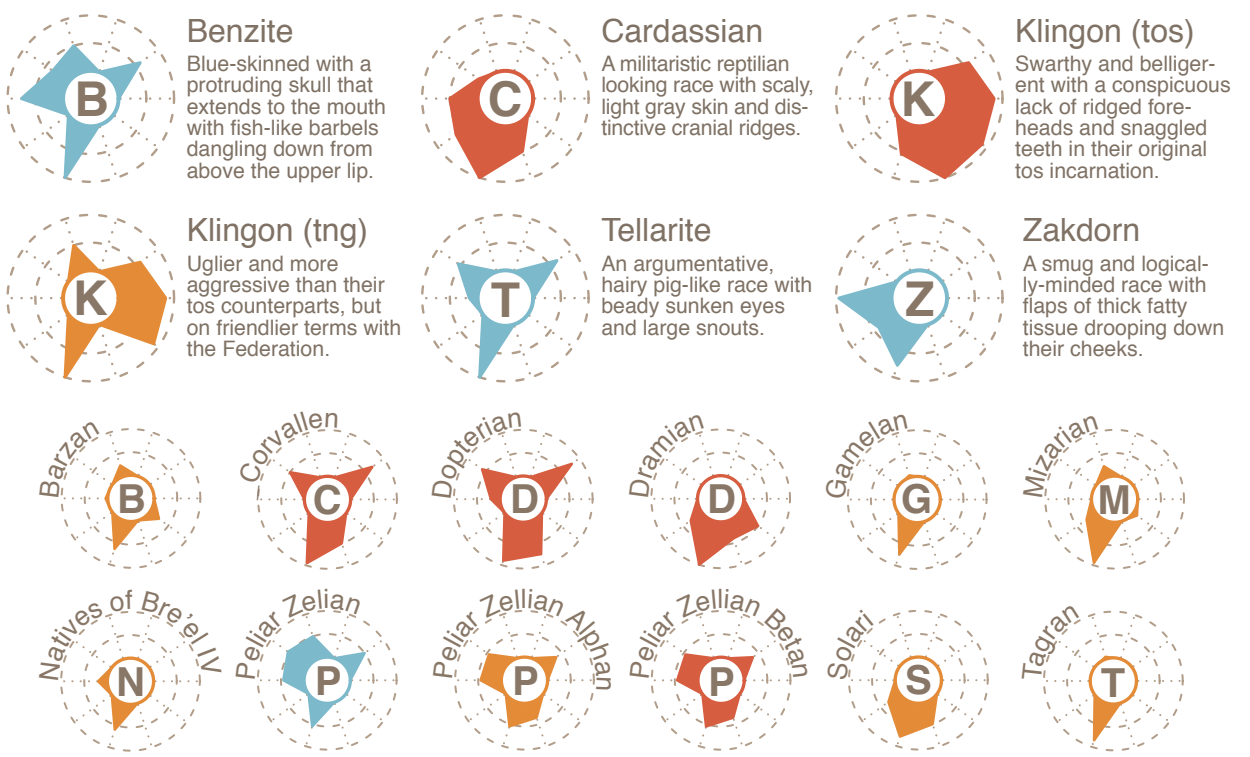 Benzite
Blue-skinned with a
protruding skull that
extends to the mouth
with fish-like barbels
dangling down from
above the upper lip.
B
Cardassian
A militaristic reptilian
looking race with scaly,
light gray skin and dis-
tinctive cranial ridges.
C
Klingon (tos)
Swarthy and belliger-
ent with a conspicuous
lack of ridged fore-
heads and snaggled
teeth in their original
tos incarnation.
K
Klingon (tng)
Uglier and more
aggressive than their
tos counterparts, but
on friendlier terms with
the Federation.
K
Tellarite
An argumentative,
hairy pig-like race with
beady sunken eyes
and large snouts.
T
Zakdorn
A smug and logical-
ly-minded race with
flaps of thick fatty
tissue drooping down
their cheeks.
Z
Barzan
B
Corvallen
C
Dopterian
D
Dramian
D
Gamelan
G
Mizarian
M
Natives of Bre'el IV
N
Peliar Zelian
P
Peliar Zellian Alphan
P
Peliar Zellian Betan
P
Solari
S
Tagran
T